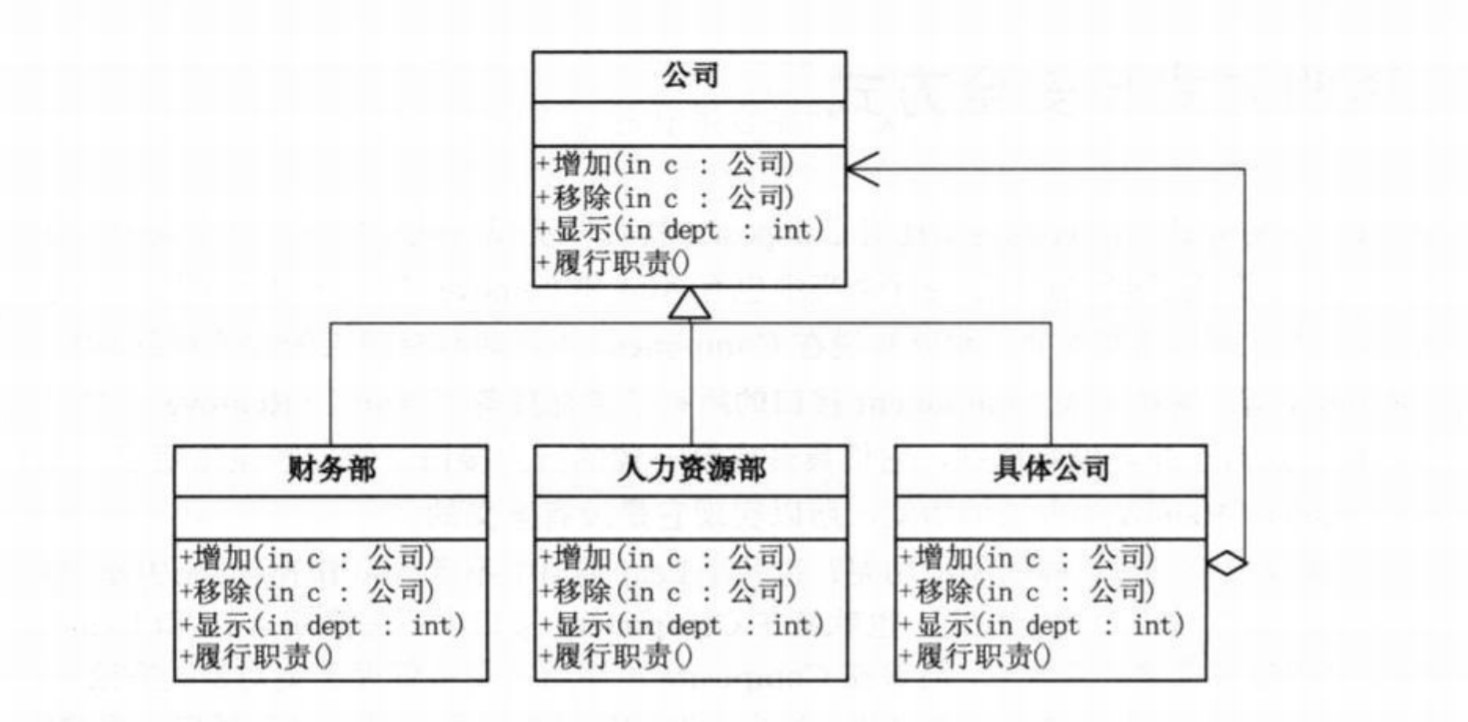 公司
+增加(in c : 公司)
+移除(in c : 公司)
+显示(in dept : int)
+履行职责()
财务部
+增加(in c : 公司)
+移除(in c : 公司)
+显示(in dept : int)
+履行职责()
人力资源部
+增加(in c : 公司)
+移除(in c : 公司)
+显示(in dept : int)
+履行职责()
具体公司
+增加(in c : 公司)
+移除(in c : 公司)
+显示(in dept : int)
+履行职责()